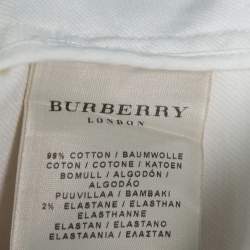 BURBERRY
LONDON
98% COTTON / BAUMWOLLE
COTON / COTONE / KATOEN
BOMULL / ALGODÓN /
ALGODÃO
PUUVILLAA / BAMBAKI
2% ELASTANE / ELASTHAN
ELASTHANNE
ELASTAN / ELASTANO
ELASTAANIA / ΕΛΑΣΤΑΝ